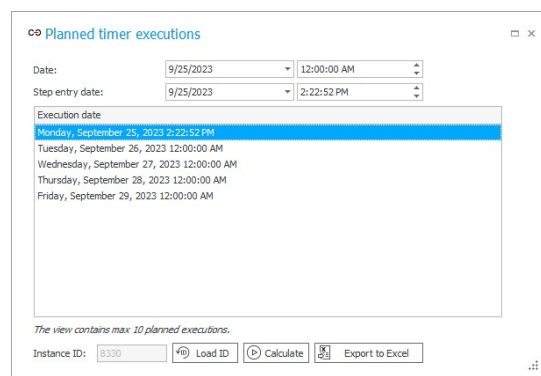 Planned timer executions
Date: 9/25/2023 12:00:00 AM
Step entry date: 9/25/2023 2:22:52 PM
Execution date
Monday, September 25, 2023 2:22:52 PM
Tuesday, September 26, 2023 12:00:00 AM
Wednesday, September 27, 2023 12:00:00 AM
Thursday, September 28, 2023 12:00:00 AM
Friday, September 29, 2023 12:00:00 AM
The view contains max 10 planned executions.
Instance ID: 8330 Load ID Calculate Export to Excel